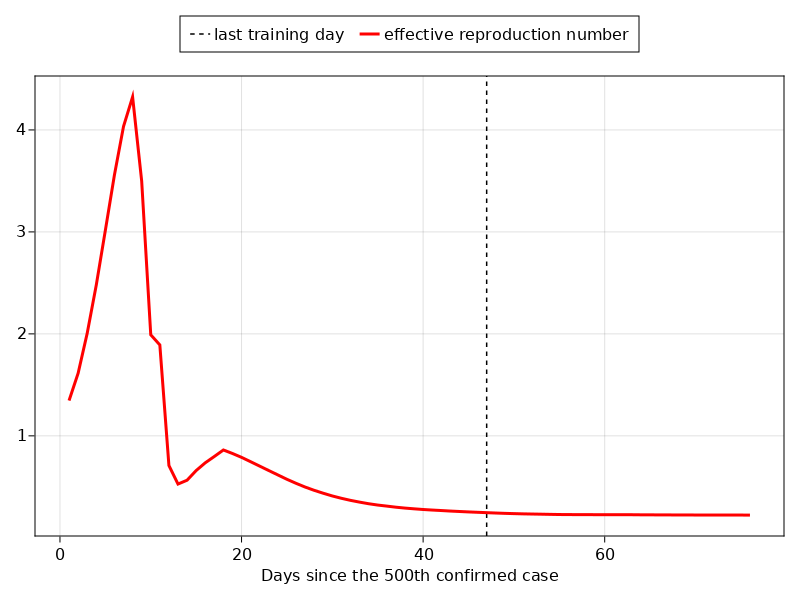 last training day effective reproduction number
4
3
2
1
0 20 40 60
Days since the 500th confirmed case